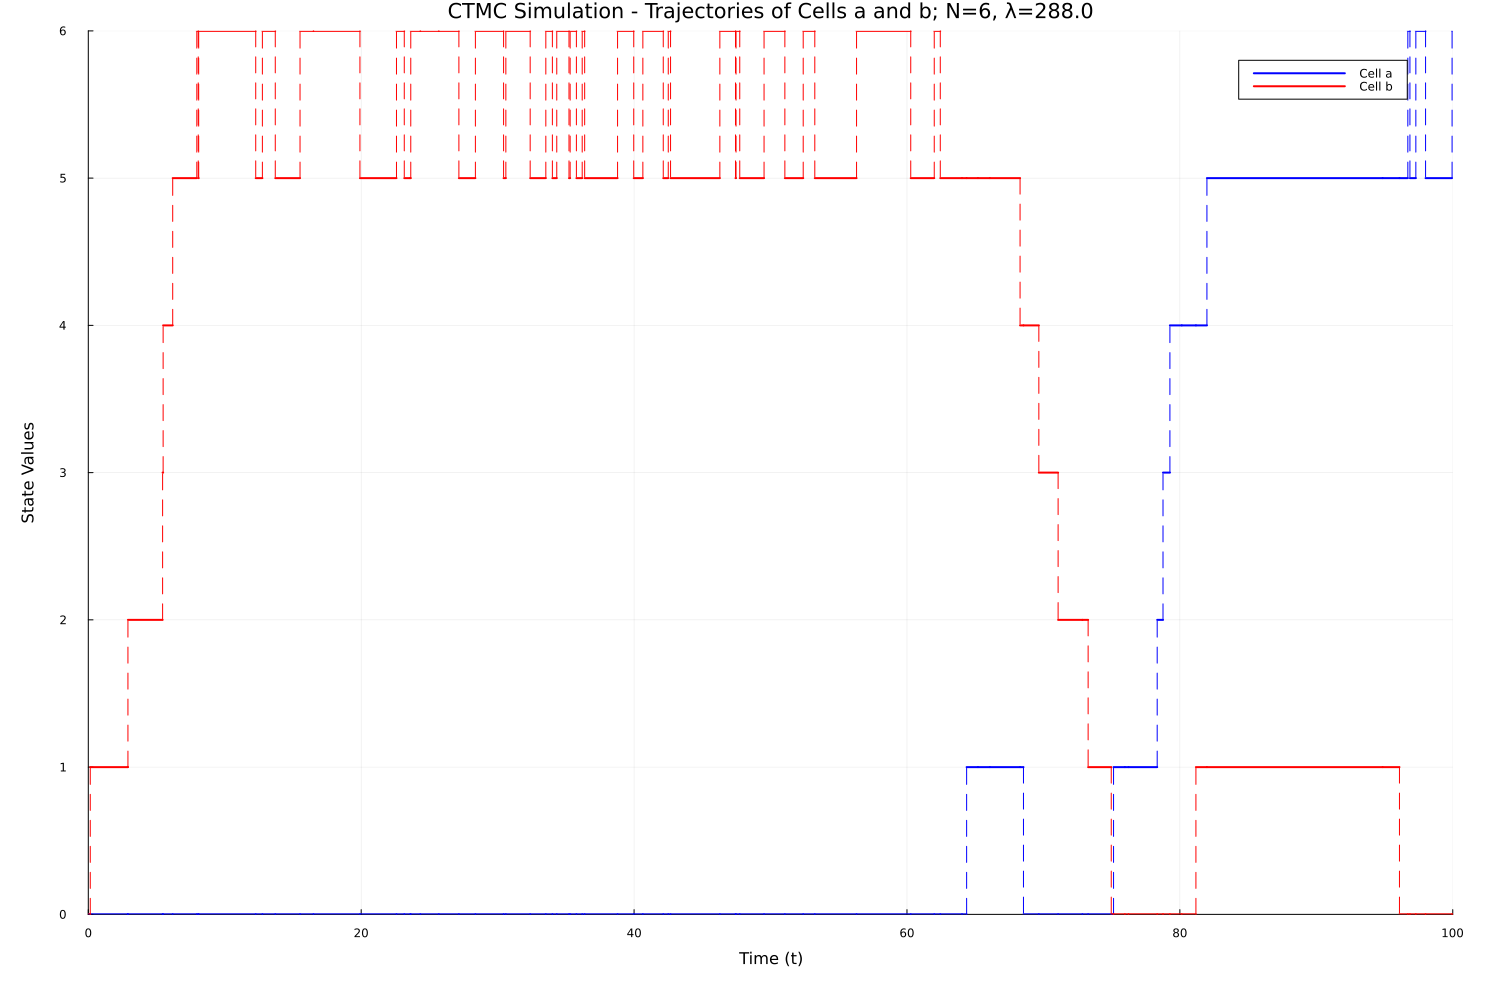 CTMC Simulation - Trajectories of Cells a and b; N=6, λ=288.0
6
Cell a
Cell b
5
4
3
State Values
2
1
0
0 20 40 60 80 100
Time (t)